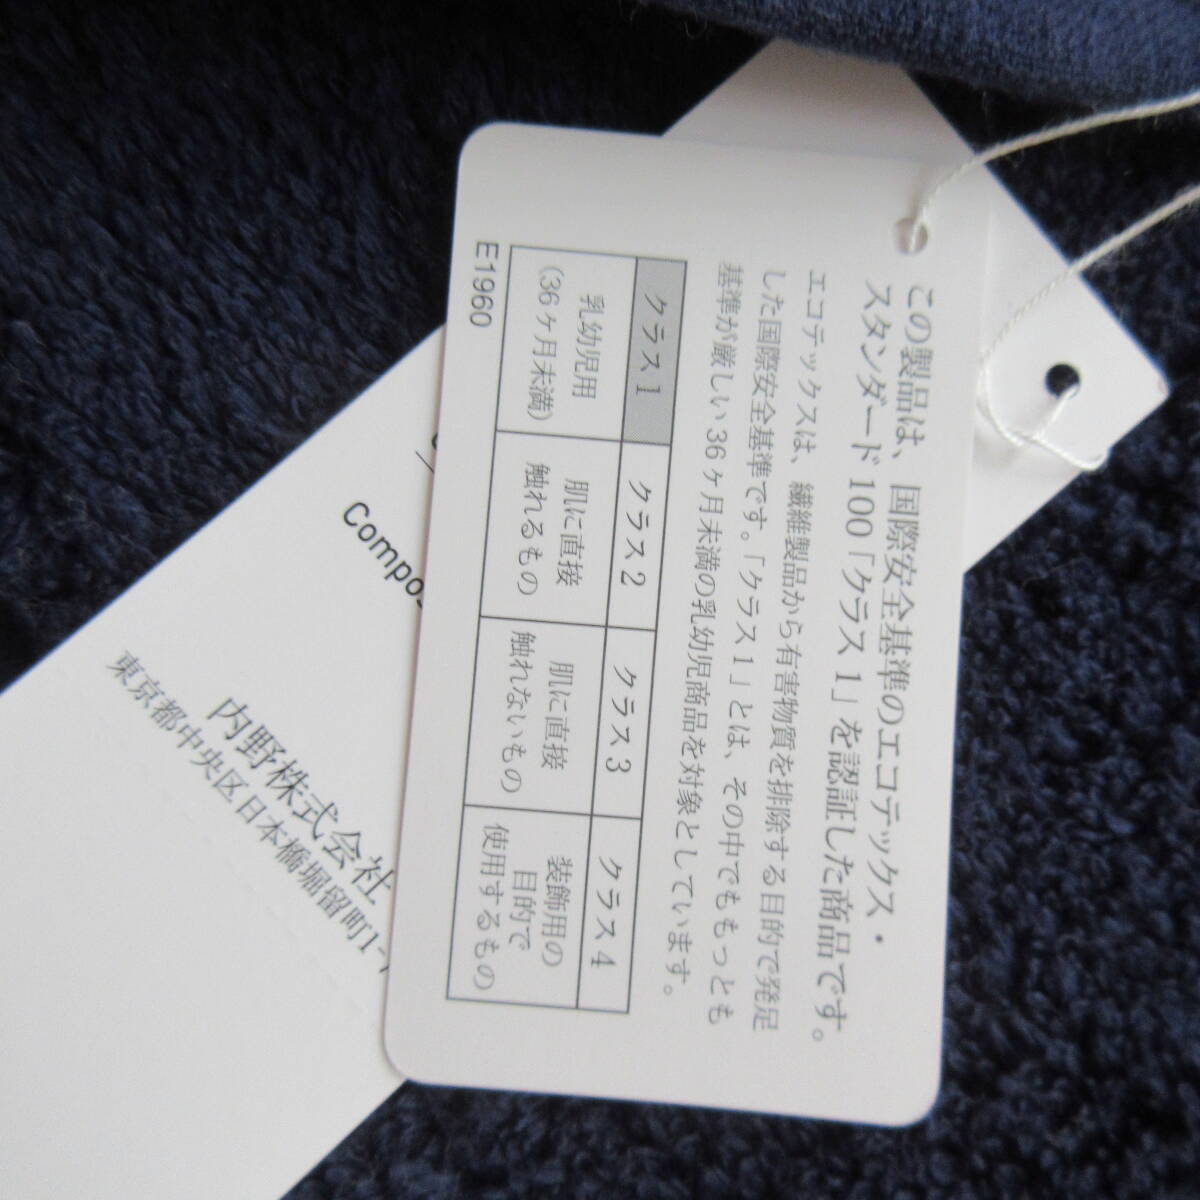 この製品は、国際安全基準のエコテックス・
スタンダード100「クラス1」を認証した商品です。
エコテックスは、繊維製品から有害物質を排除する目的で発足
した国際安全基準です。「クラス1」とは、その中でももっとも
基準が厳しい36ヶ月未満の乳幼児商品を対象としています。
クラス1 クラス2 クラス3 クラス4
乳幼児用
(36ヶ月未満)
肌に直接
触れるもの
肌に直接
触れないもの
装飾用の
目的で
使用するもの
E1960
Compos
内野株式会社
東京都中央区日本橋堀留町1-